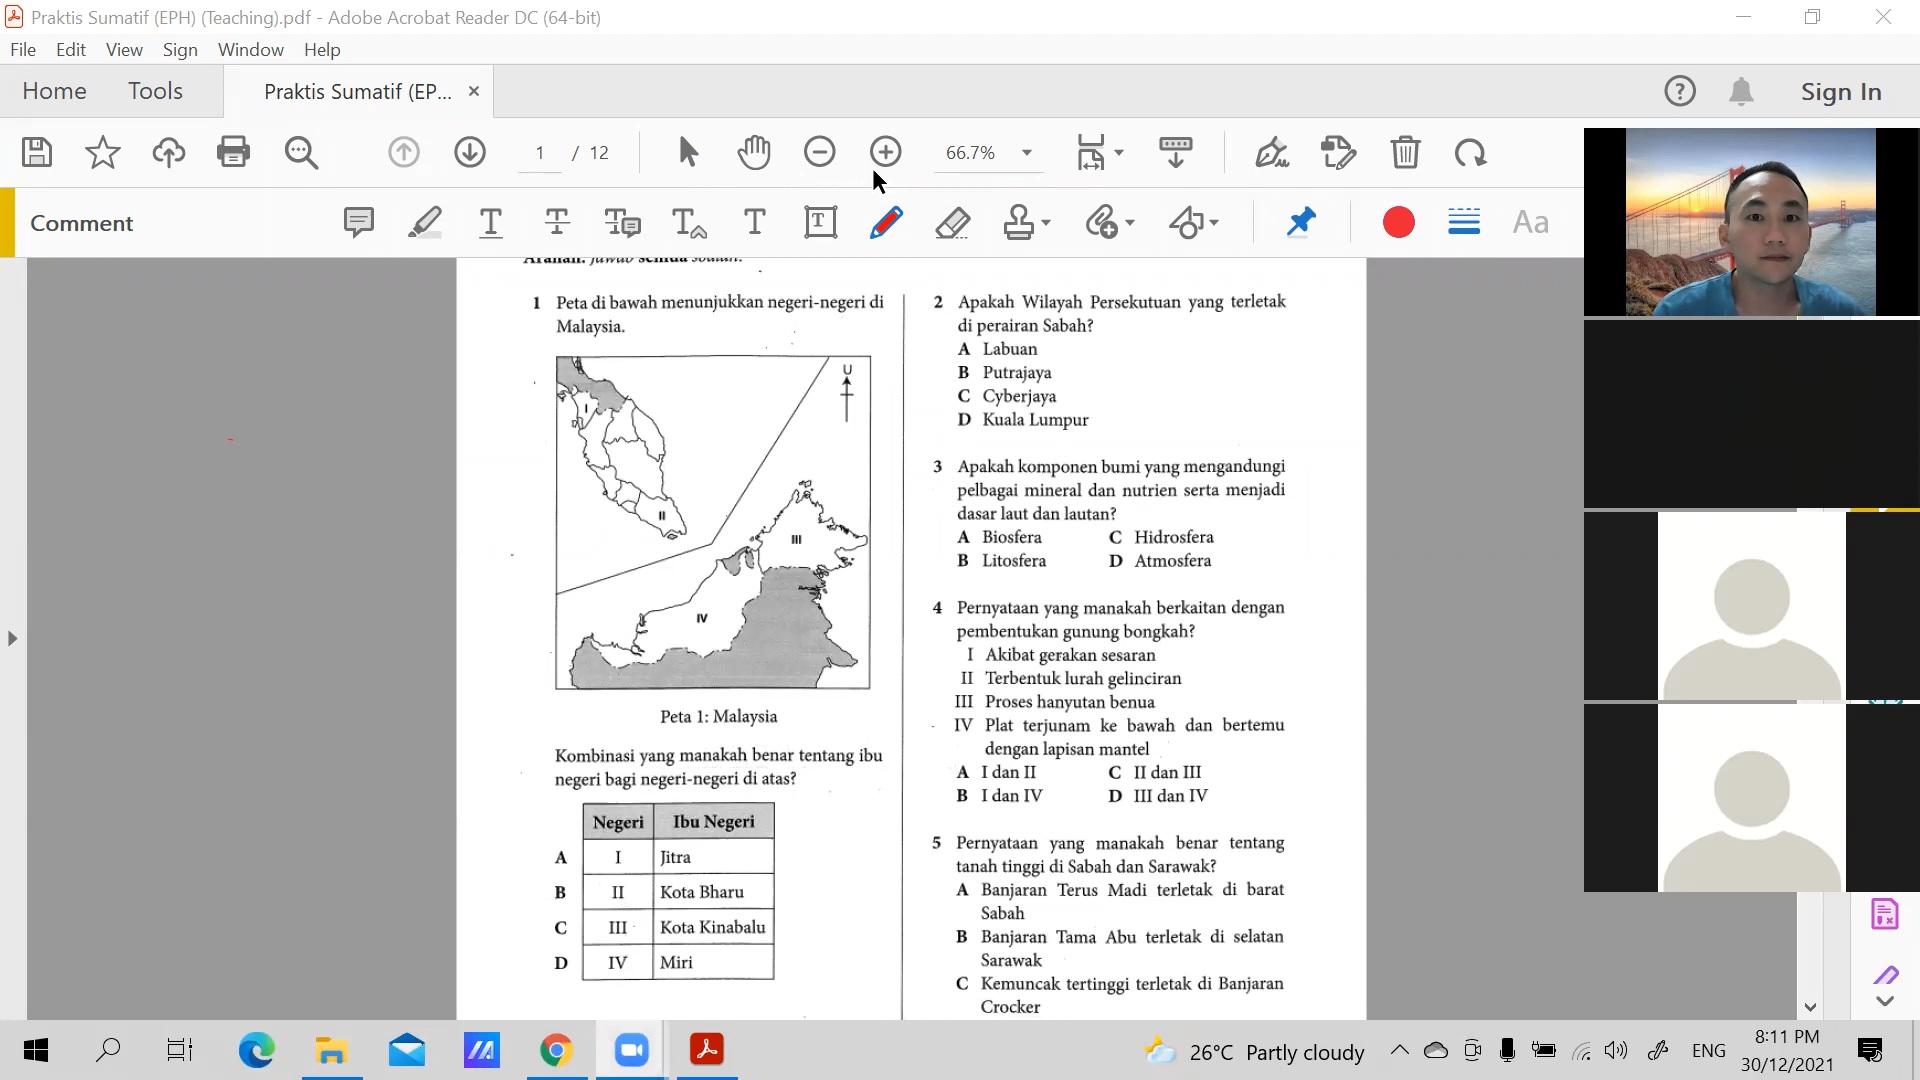 Praktis Sumatif (EPH) (Teaching).pdf - Adobe Acrobat Reader DC (64-bit)
File Edit View Sign Window Help
Home Tools Praktis Sumatif (EP... × Sign In
1 / 12 66.7%
Comment Aa
Arahan: Jawab semua soalan.
1 Peta di bawah menunjukkan negeri-negeri di
Malaysia.
U
I
II
III
IV
Peta 1: Malaysia
Kombinasi yang manakah benar tentang ibu
negeri bagi negeri-negeri di atas?
Negeri Ibu Negeri
A I Jitra
B II Kota Bharu
C III Kota Kinabalu
D IV Miri
2 Apakah Wilayah Persekutuan yang terletak
di perairan Sabah?
A Labuan
B Putrajaya
C Cyberjaya
D Kuala Lumpur
3 Apakah komponen bumi yang mengandungi
pelbagai mineral dan nutrien serta menjadi
dasar laut dan lautan?
A Biosfera C Hidrosfera
B Litosfera D Atmosfera
4 Pernyataan yang manakah berkaitan dengan
pembentukan gunung bongkah?
I Akibat gerakan sesaran
II Terbentuk lurah gelinciran
III Proses hanyutan benua
IV Plat terjunam ke bawah dan bertemu
dengan lapisan mantel
A I dan II C II dan III
B I dan IV D III dan IV
5 Pernyataan yang manakah benar tentang
tanah tinggi di Sabah dan Sarawak?
A Banjaran Terus Madi terletak di barat
Sabah
B Banjaran Tama Abu terletak di selatan
Sarawak
C Kemuncak tertinggi terletak di Banjaran
Crocker
26°C Partly cloudy ENG 8:11 PM
30/12/2021